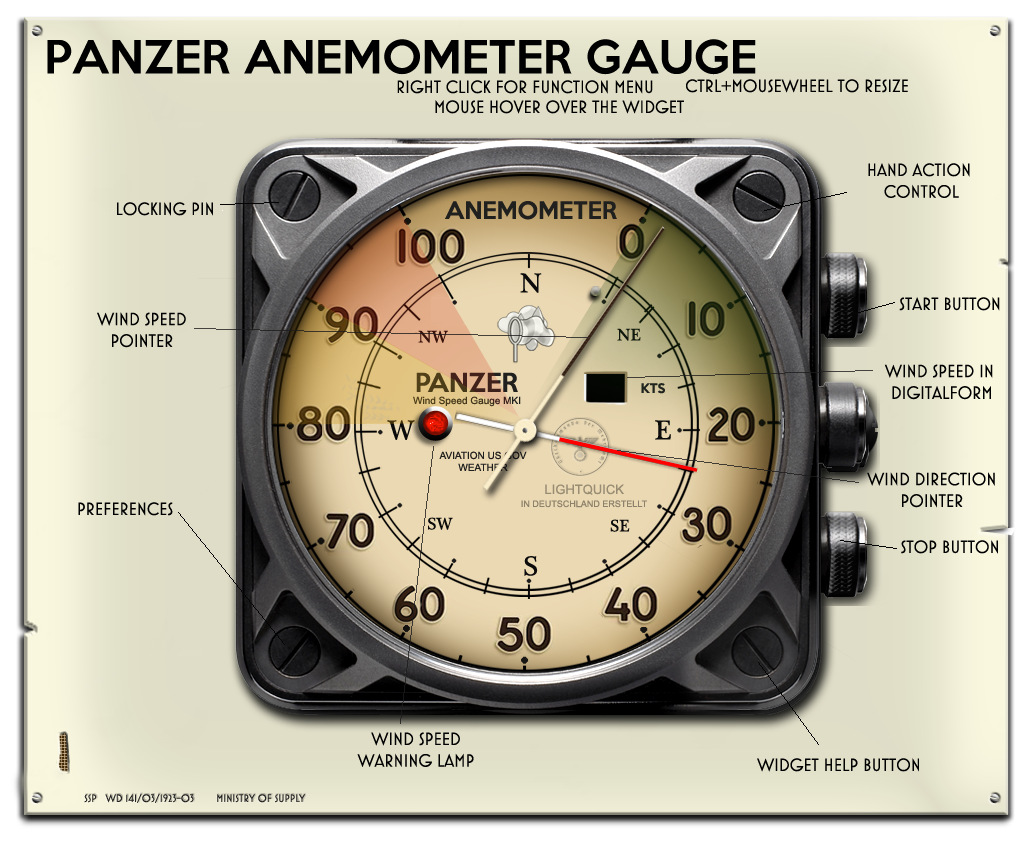 PANZER ANEMOMETER GAUGE
RIGHT CLICK FOR FUNCTION MENU
CTRL+MOUSEWHEEL TO RESIZE
MOUSE HOVER OVER THE WIDGET
HAND ACTION
CONTROL
LOCKING PIN
ANEMOMETER
100
0
N
START BUTTON
WIND SPEED
POINTER
90
10
NW
NE
WIND SPEED IN
DIGITALFORM
PANZER
Wind Speed Gauge MKI
KTS
80
W
E
20
AVIATION US GOV
WEATHER
WIND DIRECTION
POINTER
LIGHTQUICK
IN DEUTSCHLAND ERSTELLT
PREFERENCES
70
SW
SE
30
STOP BUTTON
S
60
40
50
WIND SPEED
WARNING LAMP
WIDGET HELP BUTTON
SSP WD 141/03/1923-03 MINISTRY OF SUPPLY